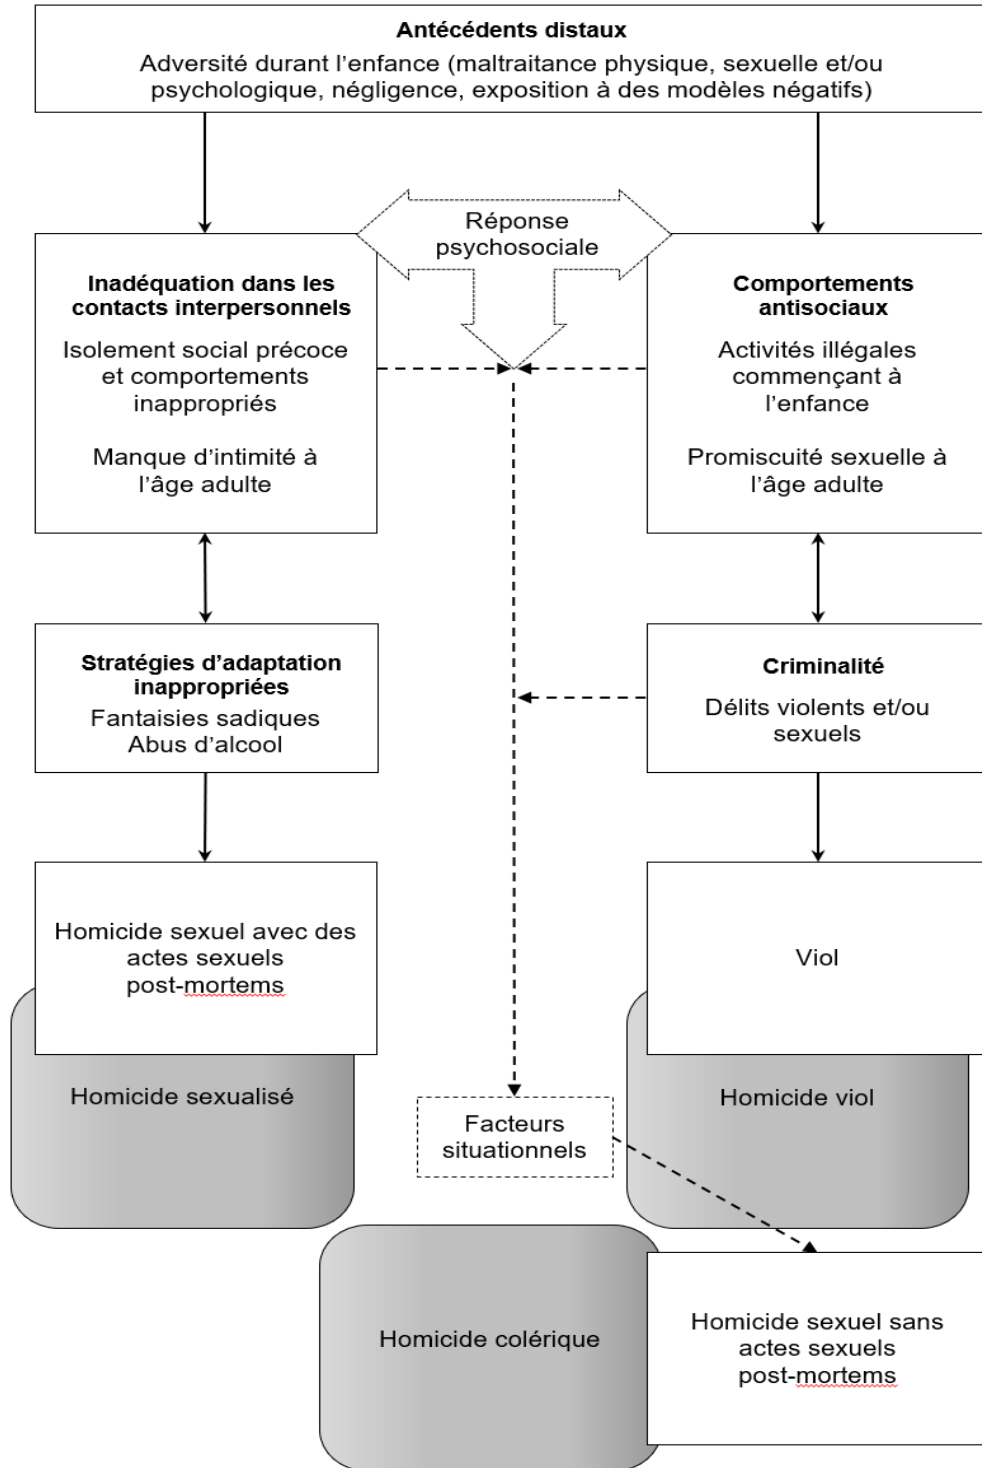 Antécédents distaux
Adversité durant l’enfance (maltraitance physique, sexuelle et/ou
psychologique, négligence, exposition à des modèles négatifs)
Réponse
psychosociale
Inadéquation dans les
contacts interpersonnels
Isolement social précoce
et comportements
inappropriés
Manque d’intimité à
l’âge adulte
Comportements
antisociaux
Activités illégales
commençant à
l’enfance
Promiscuité sexuelle à
l’âge adulte
Stratégies d’adaptation
inappropriées
Fantaisies sadiques
Abus d’alcool
Criminalité
Délits violents et/ou
sexuels
Homicide sexuel avec des
actes sexuels
post-mortems
Viol
Homicide sexualisé
Homicide viol
Facteurs
situationnels
Homicide colérique
Homicide sexuel sans
actes sexuels
post-mortems